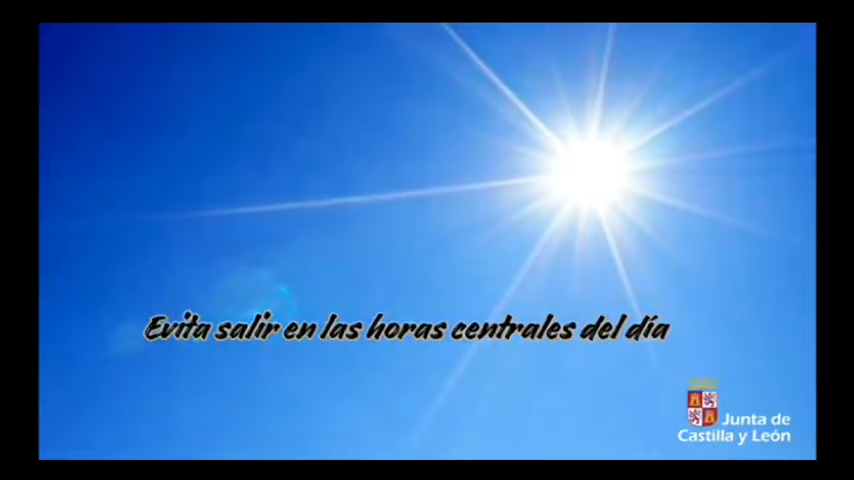 Evita salir en las horas centrales del día
Junta de
Castilla y León